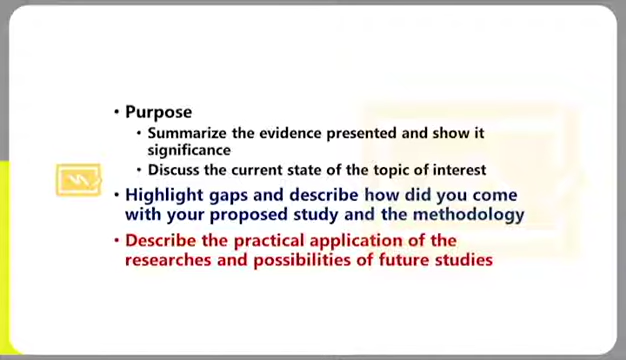 • Purpose
• Summarize the evidence presented and show it
significance
• Discuss the current state of the topic of interest
• Highlight gaps and describe how did you come
with your proposed study and the methodology
• Describe the practical application of the
researches and possibilities of future studies